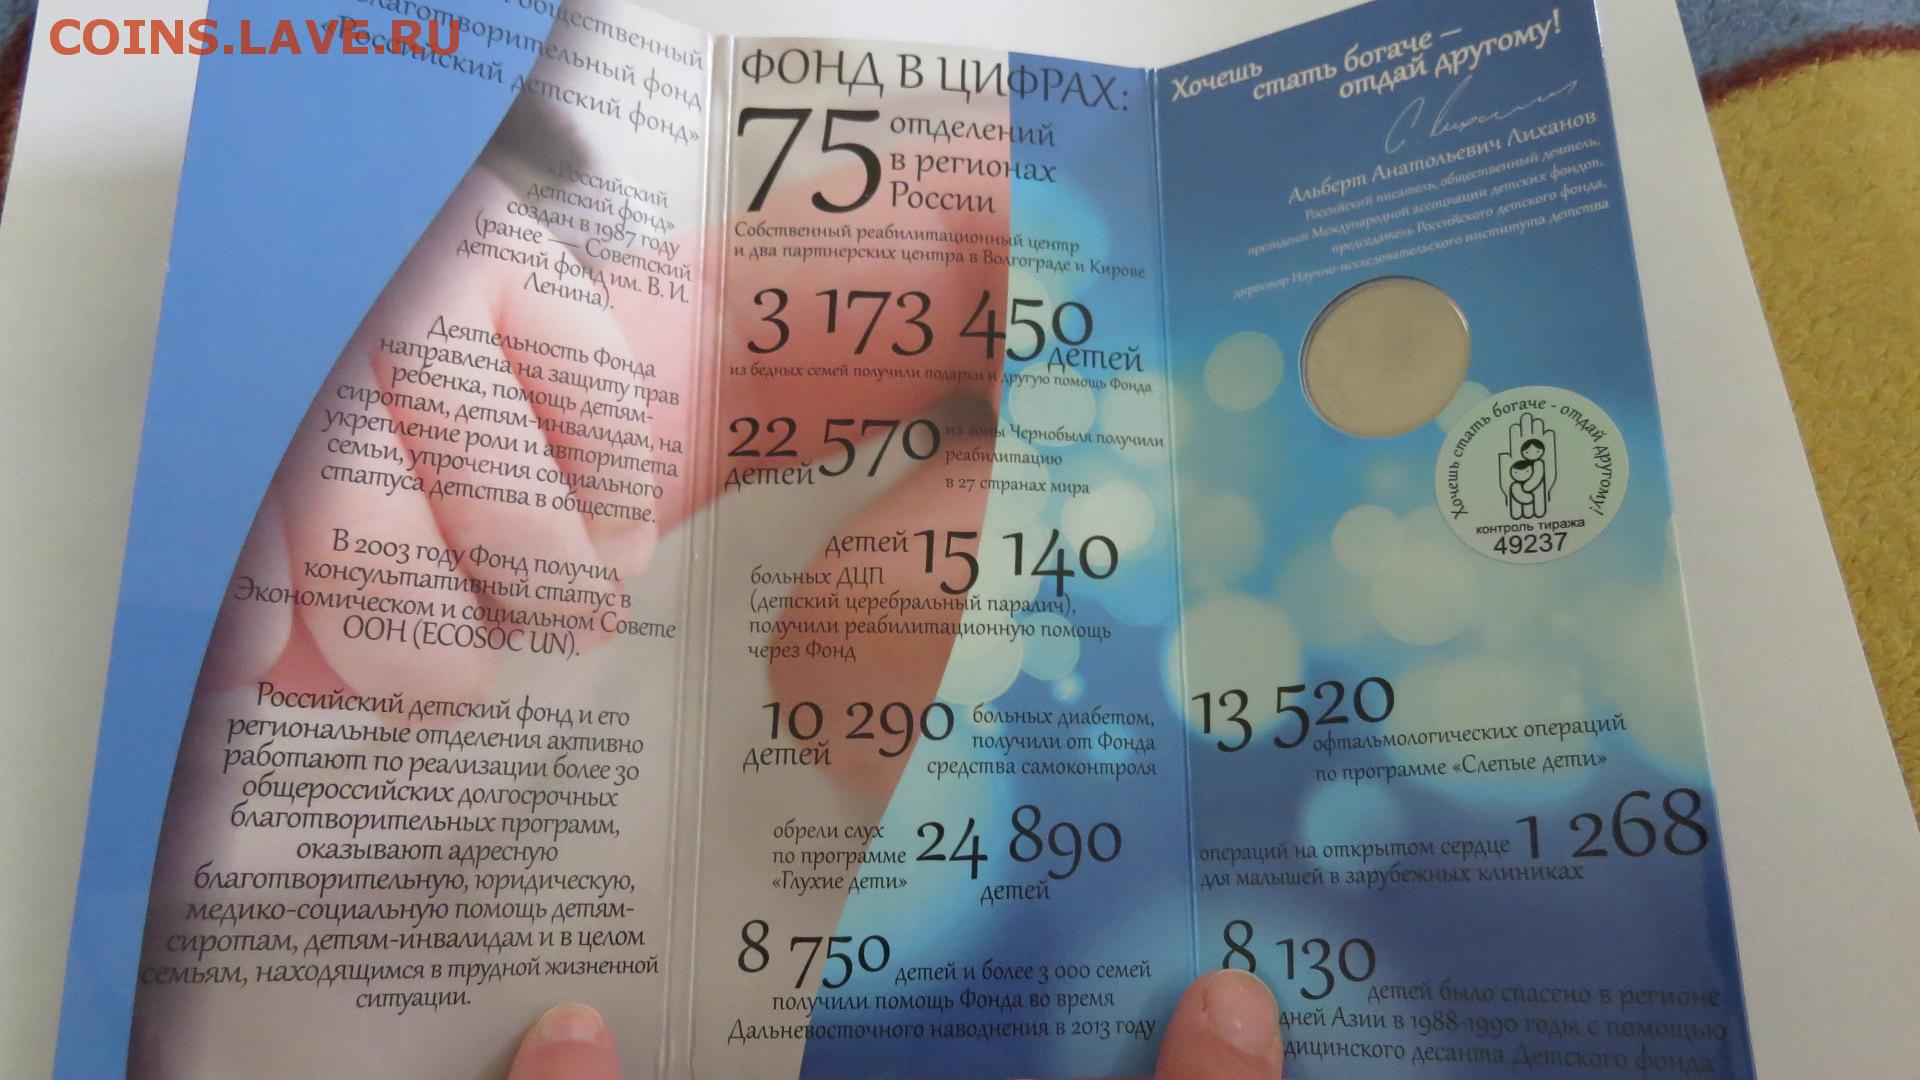 COINS.LAVE.RU
общественный
благотворительный фонд
«Российский детский фонд»
«Российский
детский фонд»
создан в 1987 году
(ранее — Советский
детский фонд им. В. И.
Ленина).
Деятельность Фонда
направлена на защиту прав
ребенка, помощь детям-
сиротам, детям-инвалидам, на
укрепление роли и авторитета
семьи, упрочения социального
статуса детства в обществе.
В 2003 году Фонд получил
консультативный статус в
Экономическом и социальном Совете
ООН (ECOSOC UN).
Российский детский фонд и его
региональные отделения активно
работают по реализации более 30
общероссийских долгосрочных
благотворительных программ,
оказывают адресную
благотворительную, юридическую,
медико-социальную помощь детям-
сиротам, детям-инвалидам и в целом
семьям, находящимся в трудной жизненной
ситуации.
ФОНД В ЦИФРАХ:
75 отделений
в регионах
России
Собственный реабилитационный центр
и два партнерских центра в Волгограде и Кирове
3 173 450
детей
из бедных семей получили подарки и другую помощь Фонда
22 570
детей
из зоны Чернобыля получили
реабилитацию
в 27 странах мира
детей 15 140
больных ДЦП
(детский церебральный паралич),
получили реабилитационную помощь
через Фонд
10 290
детей
больных диабетом,
получили от Фонда
средства самоконтроля
обрели слух
по программе
«Глухие дети»
24 890
детей
8 750 детей и более 3 000 семей
получили помощь Фонда во время
Дальневосточного наводнения в 2013 году
Хочешь
стать богаче —
отдай другому!
Альберт Анатольевич Лиханов
Российский писатель, общественный деятель,
президент Международной ассоциации детских фондов,
председатель Российского детского фонда,
директор Научно-исследовательского института детства
Хочешь стать богаче - отдай другому!
контроль тиража
49237
13 520
офтальмологических операций
по программе «Слепые дети»
операций на открытом сердце 1 268
для малышей в зарубежных клиниках
8 130
детей было спасено в регионе
дней Азии в 1988-1990 годы с помощью
дицинского десанта Детского фонда